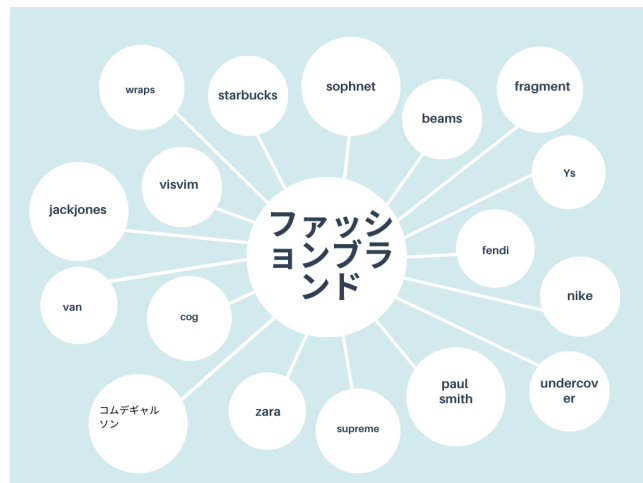 wraps
starbucks
sophnet
beams
fragment
visvim
Ys
jackjones
ファッシ
ョンブラ
ンド
fendi
van
cog
nike
コムデギャル
ソン
zara
supreme
paul
smith
undercov
er